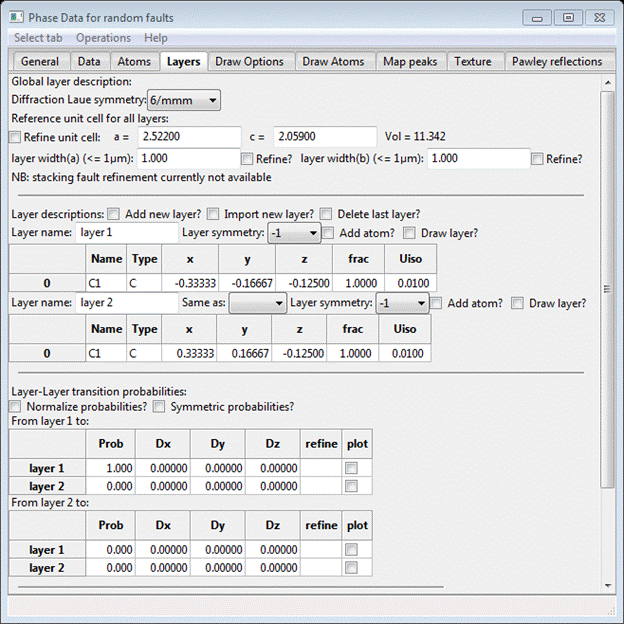 Phase Data for random faults
Select tab Operations Help
General Data Atoms Layers Draw Options Draw Atoms Map peaks Texture Pawley reflections
Global layer description:
Diffraction Laue symmetry: 6/mmm
Reference unit cell for all layers:
Refine unit cell: a = 2.52200 c = 2.05900 Vol = 11.342
layer width(a) (<= 1μm): 1.000 Refine? layer width(b) (<= 1μm): 1.000 Refine?
NB: stacking fault refinement currently not available
Layer descriptions: Add new layer? Import new layer? Delete last layer?
Layer name: layer 1 Layer symmetry: -1 Add atom? Draw layer?
Name Type x y z frac Uiso
0 C1 C -0.33333 -0.16667 -0.12500 1.0000 0.0100
Layer name: layer 2 Same as: Layer symmetry: -1 Add atom? Draw layer?
Name Type x y z frac Uiso
0 C1 C 0.33333 0.16667 -0.12500 1.0000 0.0100
Layer-Layer transition probabilities:
Normalize probabilities? Symmetric probabilities?
From layer 1 to:
Prob Dx Dy Dz refine plot
layer 1 1.000 0.00000 0.00000 0.00000
layer 2 0.000 0.00000 0.00000 0.00000
From layer 2 to:
Prob Dx Dy Dz refine plot
layer 1 0.000 0.00000 0.00000 0.00000
layer 2 0.000 0.00000 0.00000 0.00000